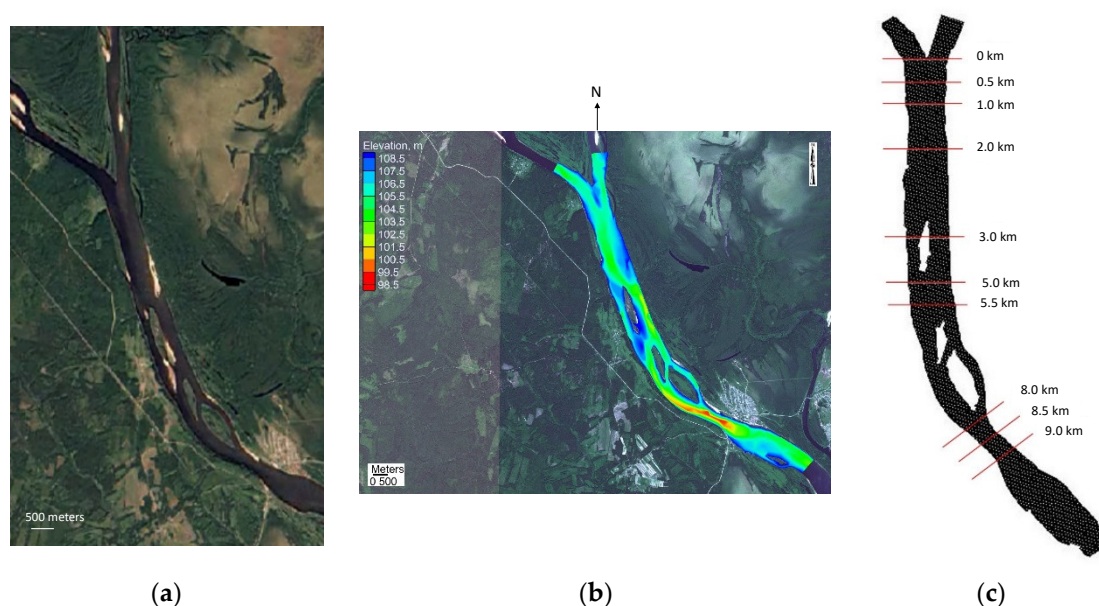 500 meters
(a)
N
Elevation, m
108.5
107.5
106.5
105.5
104.5
103.5
102.5
101.5
100.5
99.5
98.5
Meters
0 500
(b)
0 km
0.5 km
1.0 km
2.0 km
3.0 km
5.0 km
5.5 km
8.0 km
8.5 km
9.0 km
(c)